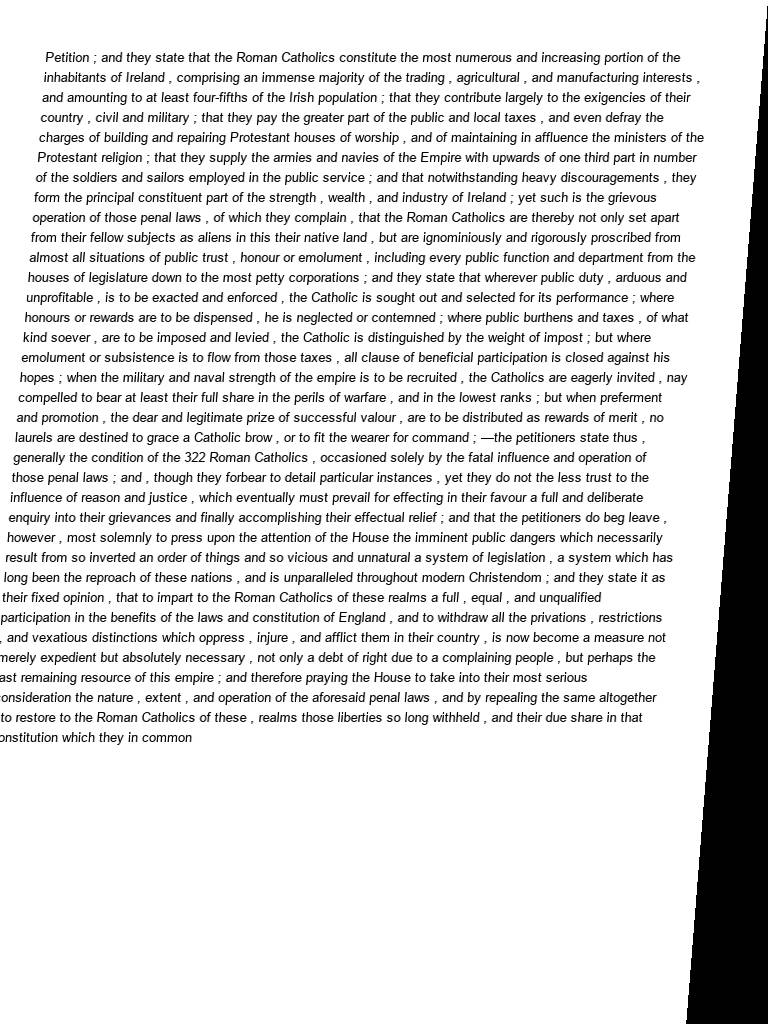 Petition ; and they state that the Roman Catholics constitute the most numerous and increasing portion of the
inhabitants of Ireland , comprising an immense majority of the trading , agricultural , and manufacturing interests ,
and amounting to at least four-fifths of the Irish population ; that they contribute largely to the exigencies of their
country , civil and military ; that they pay the greater part of the public and local taxes , and even defray the
charges of building and repairing Protestant houses of worship , and of maintaining in affluence the ministers of the
Protestant religion ; that they supply the armies and navies of the Empire with upwards of one third part in number
of the soldiers and sailors employed in the public service ; and that notwithstanding heavy discouragements , they
form the principal constituent part of the strength , wealth , and industry of Ireland ; yet such is the grievous
operation of those penal laws , of which they complain , that the Roman Catholics are thereby not only set apart
from their fellow subjects as aliens in this their native land , but are ignominiously and rigorously proscribed from
almost all situations of public trust , honour or emolument , including every public function and department from the
houses of legislature down to the most petty corporations ; and they state that wherever public duty , arduous and
unprofitable , is to be exacted and enforced , the Catholic is sought out and selected for its performance ; where
honours or rewards are to be dispensed , he is neglected or contemned ; where public burthens and taxes , of what
kind soever , are to be imposed and levied , the Catholic is distinguished by the weight of impost ; but where
emolument or subsistence is to flow from those taxes , all clause of beneficial participation is closed against his
hopes ; when the military and naval strength of the empire is to be recruited , the Catholics are eagerly invited , nay
compelled to bear at least their full share in the perils of warfare , and in the lowest ranks ; but when preferment
and promotion , the dear and legitimate prize of successful valour , are to be distributed as rewards of merit , no
laurels are destined to grace a Catholic brow , or to fit the wearer for command ; —the petitioners state thus ,
generally the condition of the 322 Roman Catholics , occasioned solely by the fatal influence and operation of
those penal laws ; and , though they forbear to detail particular instances , yet they do not the less trust to the
influence of reason and justice , which eventually must prevail for effecting in their favour a full and deliberate
enquiry into their grievances and finally accomplishing their effectual relief ; and that the petitioners do beg leave ,
however , most solemnly to press upon the attention of the House the imminent public dangers which necessarily
result from so inverted an order of things and so vicious and unnatural a system of legislation , a system which has
long been the reproach of these nations , and is unparalleled throughout modern Christendom ; and they state it as
their fixed opinion , that to impart to the Roman Catholics of these realms a full , equal , and unqualified
participation in the benefits of the laws and constitution of England , and to withdraw all the privations , restrictions
, and vexatious distinctions which oppress , injure , and afflict them in their country , is now become a measure not
merely expedient but absolutely necessary , not only a debt of right due to a complaining people , but perhaps the
ast remaining resource of this empire ; and therefore praying the House to take into their most serious
onsideration the nature , extent , and operation of the aforesaid penal laws , and by repealing the same altogether
to restore to the Roman Catholics of these , realms those liberties so long withheld , and their due share in that
onstitution which they in common